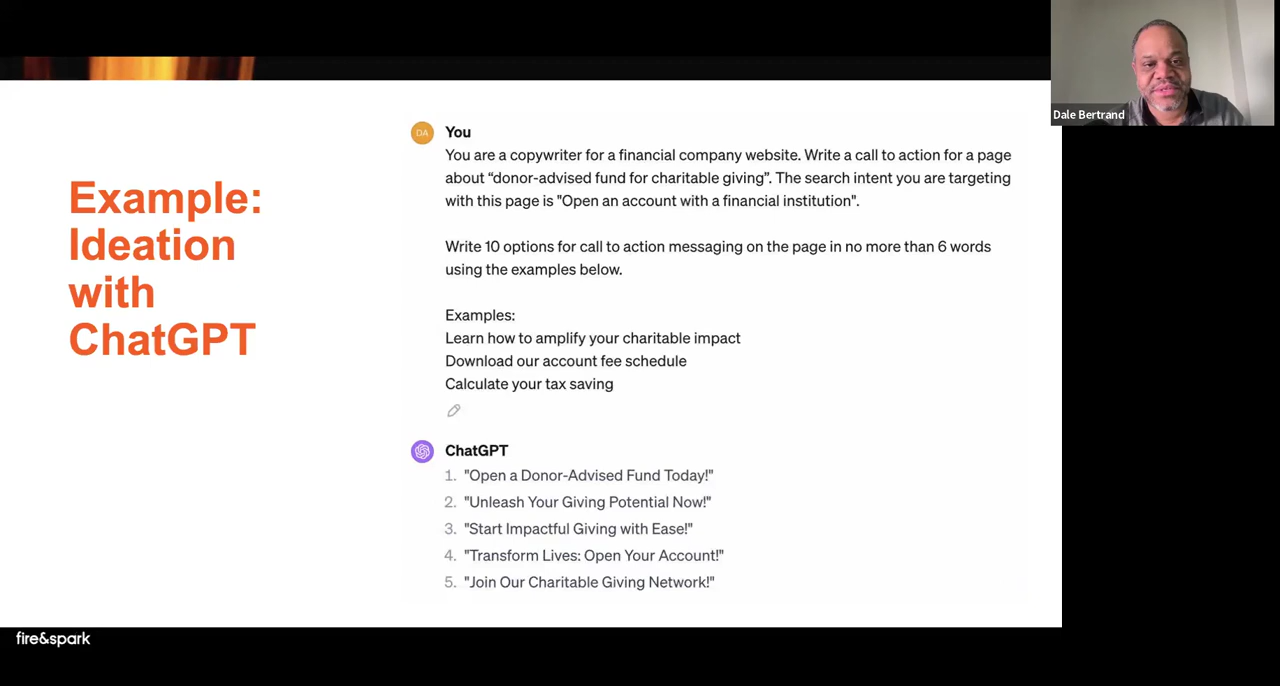 Example:
Ideation
with
ChatGPT
DA
You
You are a copywriter for a financial company website. Write a call to action for a page
about “donor-advised fund for charitable giving”. The search intent you are targeting
with this page is "Open an account with a financial institution".
Write 10 options for call to action messaging on the page in no more than 6 words
using the examples below.
Examples:
Learn how to amplify your charitable impact
Download our account fee schedule
Calculate your tax saving
ChatGPT
1. "Open a Donor-Advised Fund Today!"
2. "Unleash Your Giving Potential Now!"
3. "Start Impactful Giving with Ease!"
4. "Transform Lives: Open Your Account!"
5. "Join Our Charitable Giving Network!"
Dale Bertrand
fire&spark